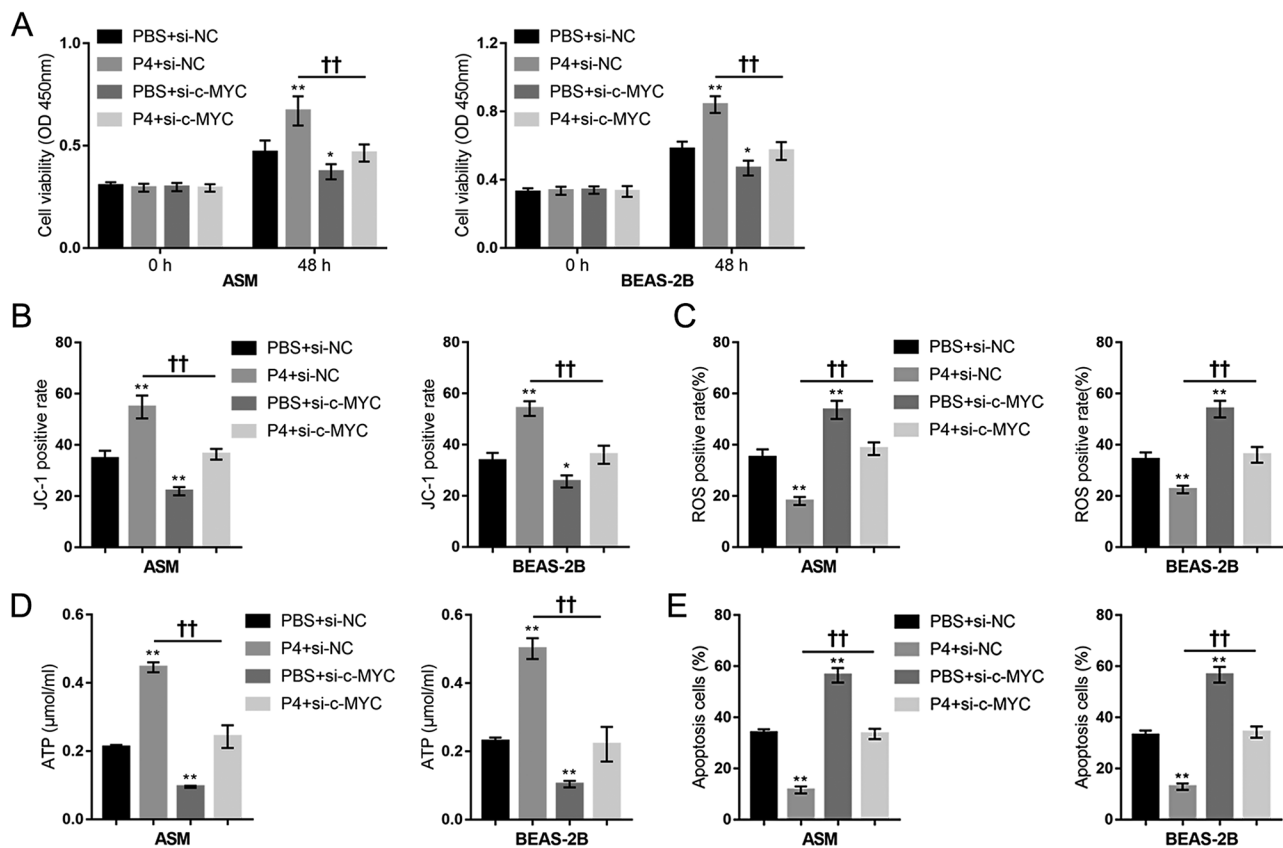 A
Cell viability (OD 450nm)
1.0
0.5
0.0
PBS+si-NC
P4+si-NC
PBS+si-c-MYC
P4+si-c-MYC
††
**
*
0 h
48 h
ASM
Cell viability (OD 450nm)
1.2
0.8
0.4
0.0
PBS+si-NC
P4+si-NC
PBS+si-c-MYC
P4+si-c-MYC
††
**
*
0 h
48 h
BEAS-2B
B
JC-1 positive rate
80
60
40
20
0
††
**
**
ASM
PBS+si-NC
P4+si-NC
PBS+si-c-MYC
P4+si-c-MYC
JC-1 positive rate
80
60
40
20
0
††
**
*
BEAS-2B
C
ROS positive rate(%)
80
60
40
20
0
††
**
**
ASM
PBS+si-NC
P4+si-NC
PBS+si-c-MYC
P4+si-c-MYC
ROS positive rate(%)
80
60
40
20
0
††
**
**
BEAS-2B
D
ATP (μmol/ml)
0.6
0.4
0.2
0.0
††
**
**
ASM
PBS+si-NC
P4+si-NC
PBS+si-c-MYC
P4+si-c-MYC
ATP (μmol/ml)
0.6
0.4
0.2
0.0
††
**
**
BEAS-2B
E
Apoptosis cells (%)
80
60
40
20
0
††
**
**
ASM
PBS+si-NC
P4+si-NC
PBS+si-c-MYC
P4+si-c-MYC
Apoptosis cells (%)
80
60
40
20
0
††
**
**
BEAS-2B